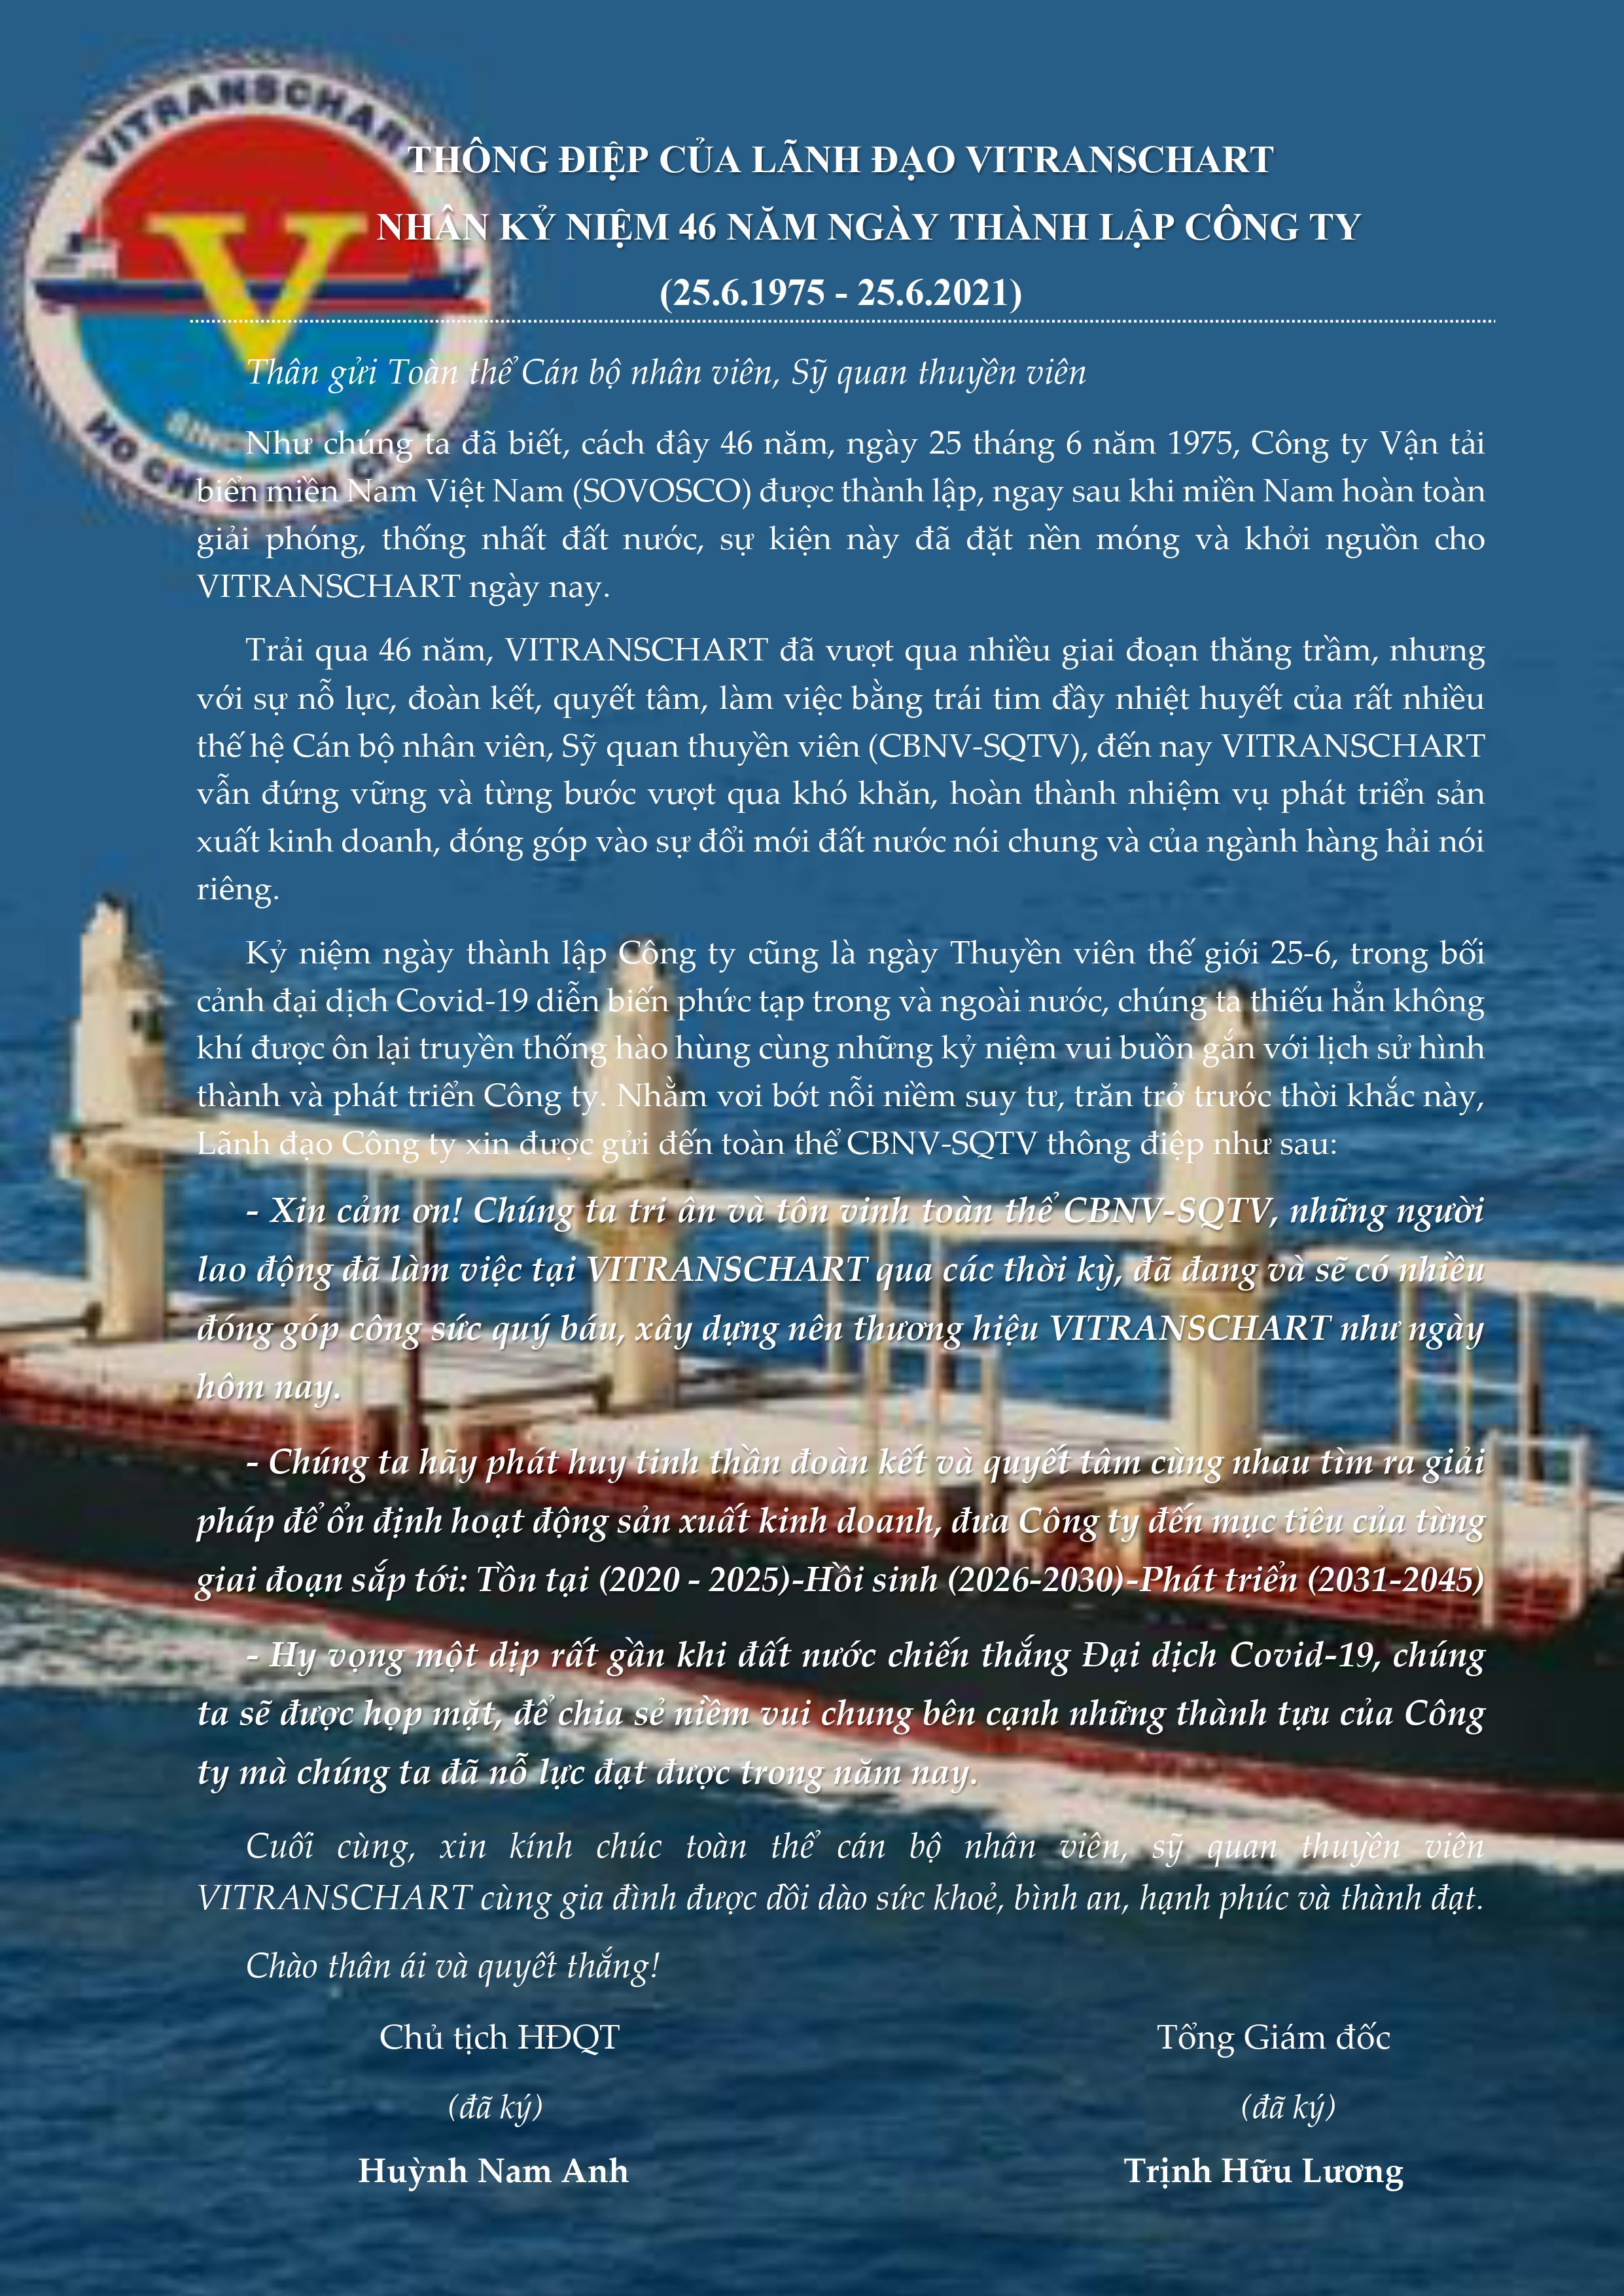 VITRANSCHART
THÔNG ĐIỆP CỦA LÃNH ĐẠO VITRANSCHART
NHÂN KỶ NIỆM 46 NĂM NGÀY THÀNH LẬP CÔNG TY
(25.6.1975 - 25.6.2021)
Thân gửi Toàn thể Cán bộ nhân viên, Sỹ quan thuyền viên
Như chúng ta đã biết, cách đây 46 năm, ngày 25 tháng 6 năm 1975, Công ty Vận tải
biển miền Nam Việt Nam (SOVOSCO) được thành lập, ngay sau khi miền Nam hoàn toàn
giải phóng, thống nhất đất nước, sự kiện này đã đặt nền móng và khởi nguồn cho
VITRANSCHART ngày nay.
Trải qua 46 năm, VITRANSCHART đã vượt qua nhiều giai đoạn thăng trầm, nhưng
với sự nỗ lực, đoàn kết, quyết tâm, làm việc bằng trái tim đầy nhiệt huyết của rất nhiều
thế hệ Cán bộ nhân viên, Sỹ quan thuyền viên (CBNV-SQTV), đến nay VITRANSCHART
vẫn đứng vững và từng bước vượt qua khó khăn, hoàn thành nhiệm vụ phát triển sản
xuất kinh doanh, đóng góp vào sự đổi mới đất nước nói chung và của ngành hàng hải nói
riêng.
Kỷ niệm ngày thành lập Công ty cũng là ngày Thuyền viên thế giới 25-6, trong bối
cảnh đại dịch Covid-19 diễn biến phức tạp trong và ngoài nước, chúng ta thiếu hẳn không
khí được ôn lại truyền thống hào hùng cùng những kỷ niệm vui buồn gắn với lịch sử hình
thành và phát triển Công ty. Nhằm vơi bớt nỗi niềm suy tư, trăn trở trước thời khắc này,
Lãnh đạo Công ty xin được gửi đến toàn thể CBNV-SQTV thông điệp như sau:
- Xin cảm ơn! Chúng ta tri ân và tôn vinh toàn thể CBNV-SQTV, những người
lao động đã làm việc tại VITRANSCHART qua các thời kỳ, đã đang và sẽ có nhiều
đóng góp công sức quý báu, xây dựng nên thương hiệu VITRANSCHART như ngày
hôm nay.
- Chúng ta hãy phát huy tinh thần đoàn kết và quyết tâm cùng nhau tìm ra giải
pháp để ổn định hoạt động sản xuất kinh doanh, đưa Công ty đến mục tiêu của từng
giai đoạn sắp tới: Tồn tại (2020 - 2025)-Hồi sinh (2026-2030)-Phát triển (2031-2045)
- Hy vọng một dịp rất gần khi đất nước chiến thắng Đại dịch Covid-19, chúng
ta sẽ được họp mặt, để chia sẻ niềm vui chung bên cạnh những thành tựu của Công
ty mà chúng ta đã nỗ lực đạt được trong năm nay.
Cuối cùng, xin kính chúc toàn thể cán bộ nhân viên, sỹ quan thuyền viên
VITRANSCHART cùng gia đình được dồi dào sức khoẻ, bình an, hạnh phúc và thành đạt.
Chào thân ái và quyết thắng!
Chủ tịch HĐQT Tổng Giám đốc
(đã ký) (đã ký)
Huỳnh Nam Anh Trịnh Hữu Lương